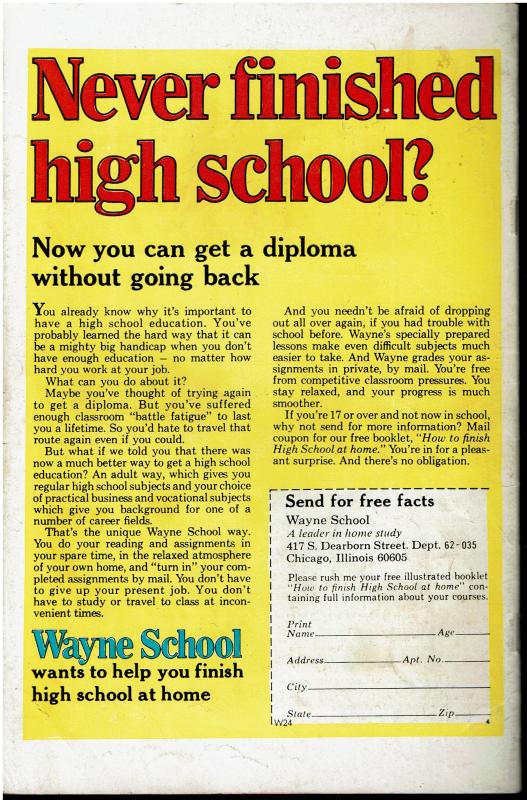 Never finished
high school?
Now you can get a diploma
without going back
You already know why it's important to
have a high school education. You've
probably learned the hard way that it can
be a mighty big handicap when you don't
have enough education – no matter how
hard you work at your job.
What can you do about it?
Maybe you've thought of trying again
to get a diploma. But you've suffered
enough classroom "battle fatigue" to last
you a lifetime. So you'd hate to travel that
route again even if you could.
But what if we told you that there was
now a much better way to get a high school
education? An adult way, which gives you
regular high school subjects and your choice
of practical business and vocational subjects
which give you background for one of a
number of career fields.
That's the unique Wayne School way.
You do your reading and assignments in
your spare time, in the relaxed atmosphere
of your own home, and "turn in" your com-
pleted assignments by mail. You don't have
to give up your present job. You don't
have to study or travel to class at incon-
venient times.
Wayne School
wants to help you finish
high school at home
And you needn't be afraid of dropping
out all over again, if you had trouble with
school before. Wayne's specially prepared
lessons make even difficult subjects much
easier to take. And Wayne grades your as-
signments in private, by mail. You're free
from competitive classroom pressures. You
stay relaxed, and your progress is much
smoother.
If you're 17 or over and not now in school,
why not send for more information? Mail
coupon for our free booklet, "How to finish
High School at home." You're in for a pleas-
ant surprise. And there's no obligation.
Send for free facts
Wayne School
A leader in home study
417 S. Dearborn Street. Dept. 62-035
Chicago, Illinois 60605
Please rush me your free illustrated booklet
"How to finish High School at home" con-
taining full information about your courses.
Print
Name Age
Address Apt. No.
City
State Zip
W24 4